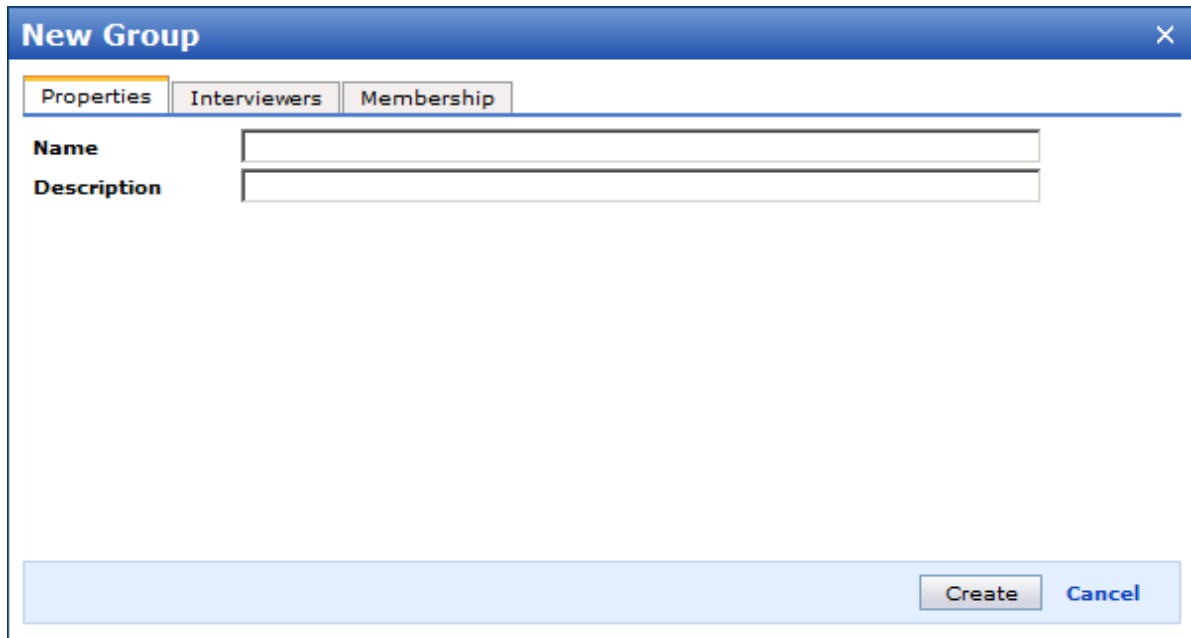 New Group
Properties Interviewers Membership
Name
Description
Create Cancel